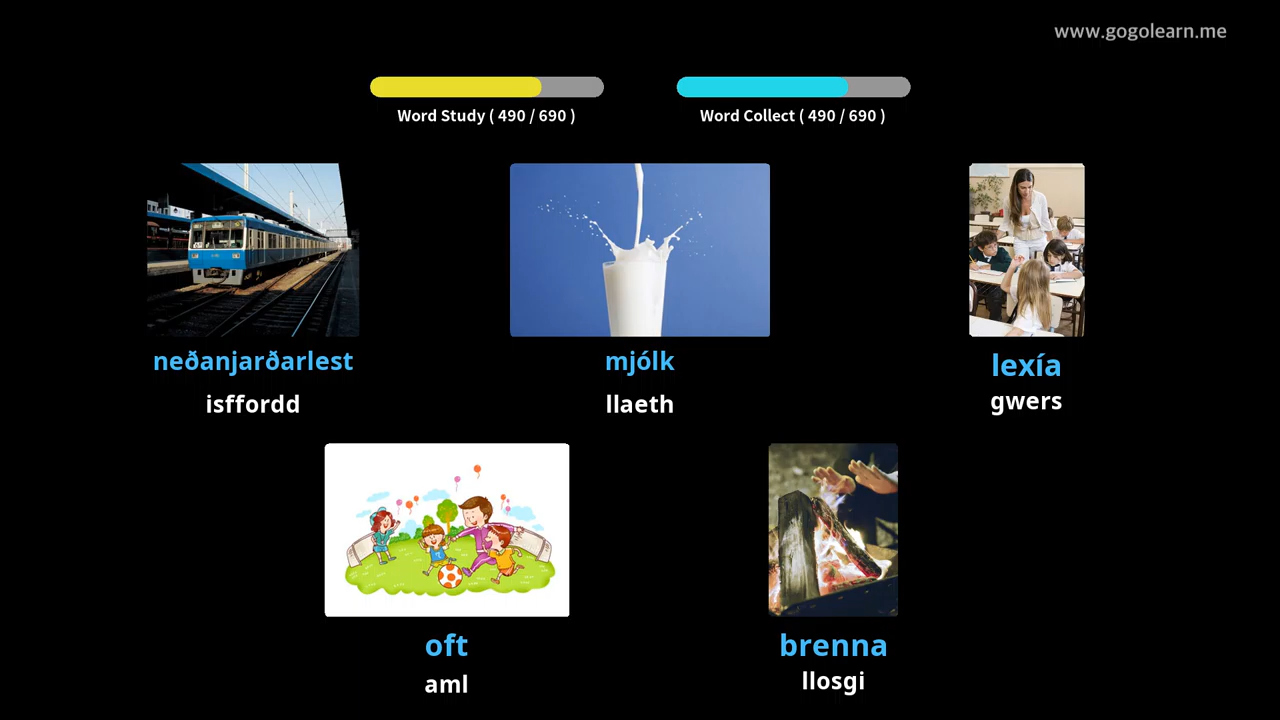 www.gogolearn.me
Word Study ( 490 / 690 )
Word Collect ( 490 / 690 )
neðanjarðarlest
isffordd
mjólk
llaeth
lexía
gwers
oft
aml
brenna
llosgi